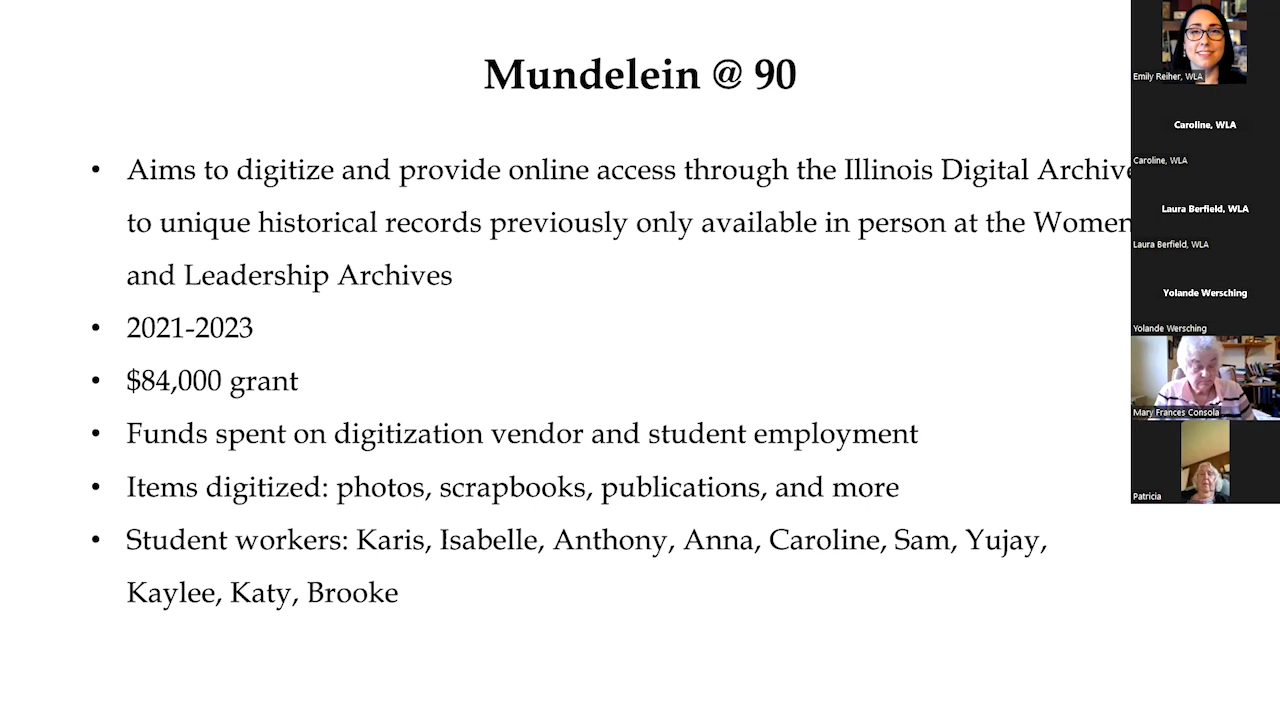 Mundelein @ 90
• Aims to digitize and provide online access through the Illinois Digital Archive
to unique historical records previously only available in person at the Women
and Leadership Archives
• 2021-2023
• $84,000 grant
• Funds spent on digitization vendor and student employment
• Items digitized: photos, scrapbooks, publications, and more
• Student workers: Karis, Isabelle, Anthony, Anna, Caroline, Sam, Yujay,
Kaylee, Katy, Brooke
Emily Reiher, WLA
Caroline, WLA
Caroline, WLA
Laura Berfield, WLA
Laura Berfield, WLA
Yolande Wersching
Yolande Wersching
Mary Frances Consola
Patricia